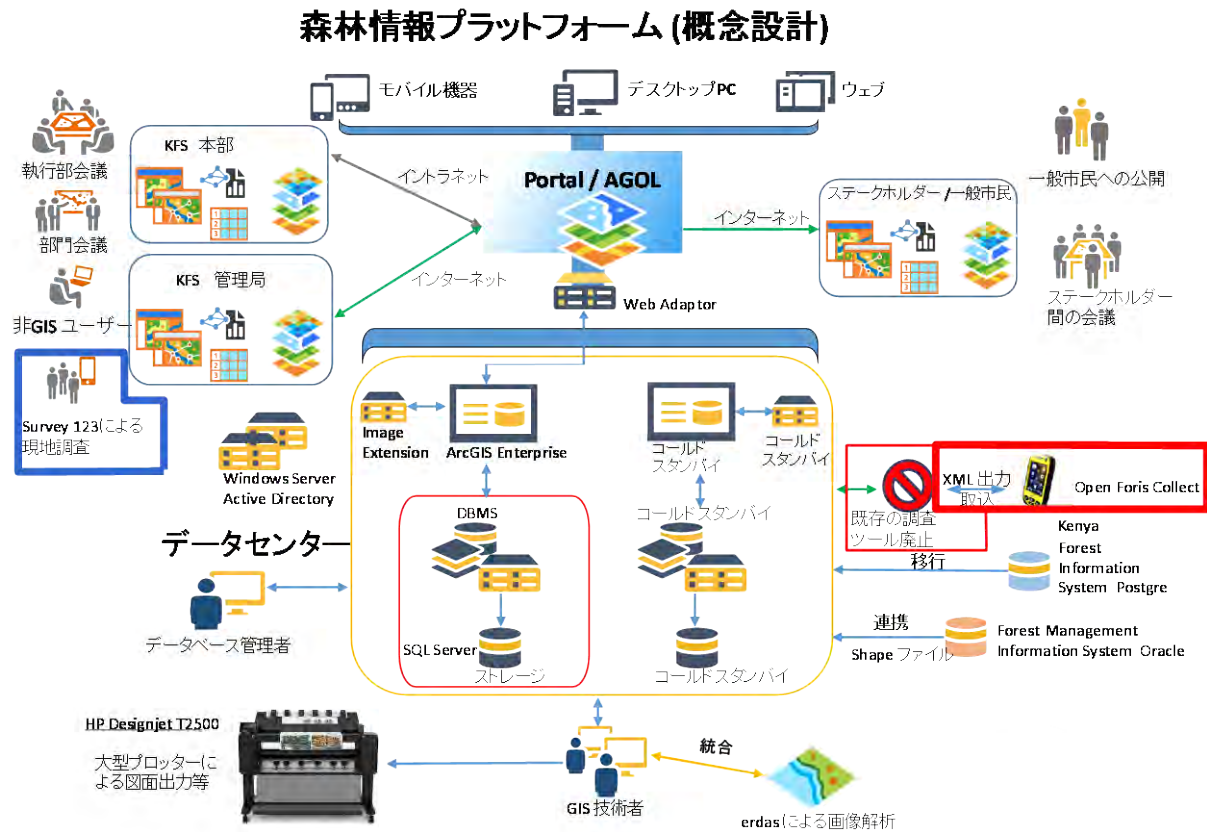 森林情報プラットフォーム (概念設計)
モバイル機器
デスクトップPC
ウェブ
執行部会議
部門会議
非GIS ユーザー
KFS 本部
KFS 管理局
イントラネット
インターネット
Portal / AGOL
Web Adaptor
インターネット
ステークホルダー /一般市民
一般市民への公開
ステークホルダー
間の会議
Survey 123による
現地調査
Windows Server
Active Directory
データセンター
データベース管理者
Image
Extension
ArcGIS Enterprise
DBMS
SQL Server
ストレージ
コールド
スタンバイ
コールド
スタンバイ
コールドスタンバイ
コールドスタンバイ
既存の調査
ツール廃止
XML 出力
取込
Open Foris Collect
移行
Kenya
Forest
Information
System Postgre
連携
Shape ファイル
Forest Management
Information System Oracle
HP Designjet T2500
大型プロッターに
よる図面出力等
GIS 技術者
統合
erdasによる画像解析